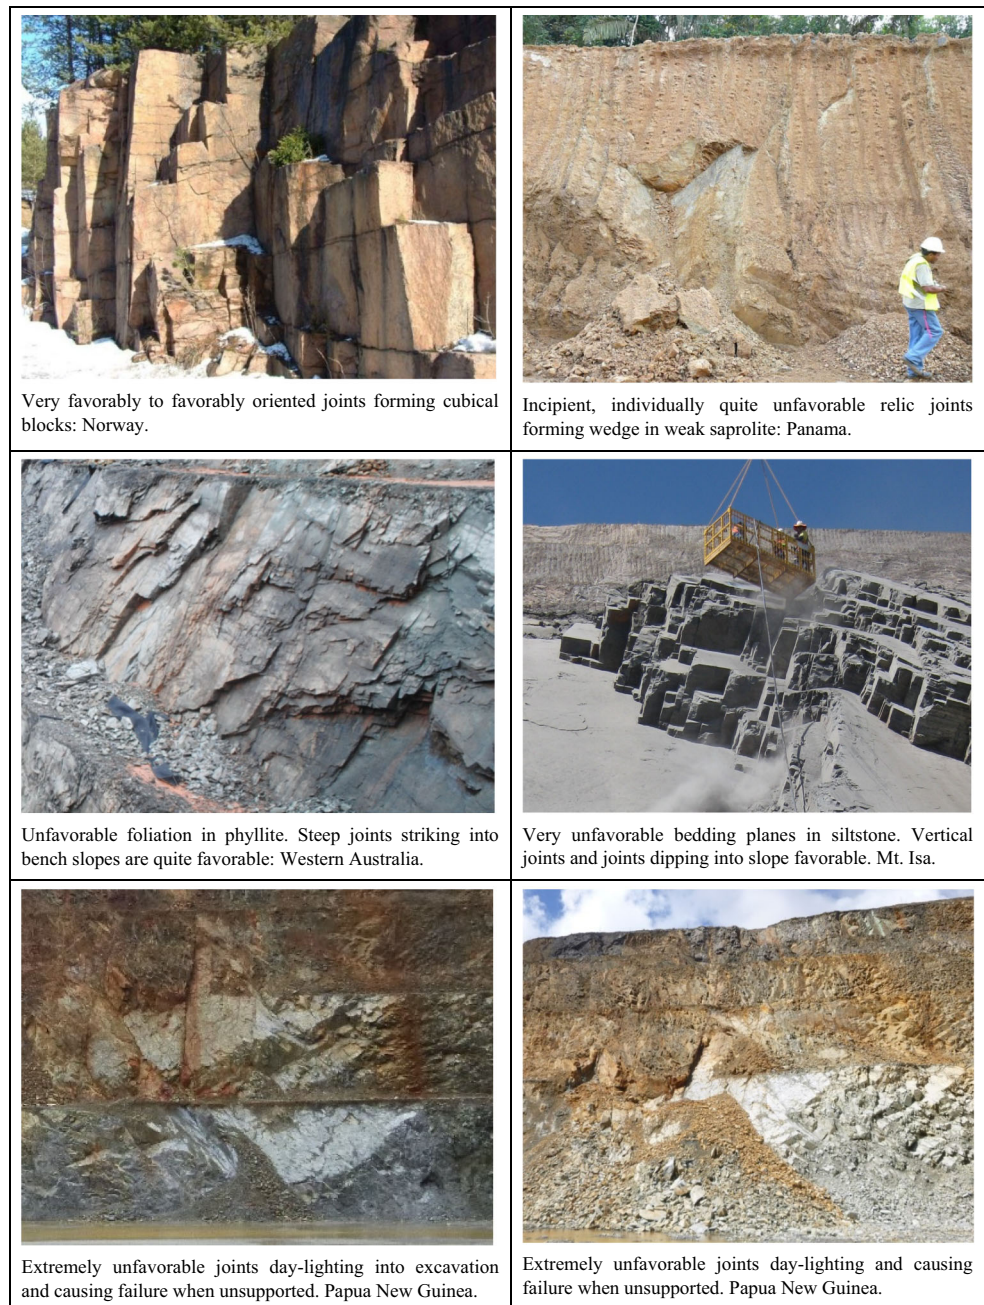 Very favorably to favorably oriented joints forming cubical
blocks: Norway.
Incipient, individually quite unfavorable relic joints
forming wedge in weak saprolite: Panama.
Unfavorable foliation in phyllite. Steep joints striking into
bench slopes are quite favorable: Western Australia.
Very unfavorable bedding planes in siltstone. Vertical
joints and joints dipping into slope favorable. Mt. Isa.
Extremely unfavorable joints day-lighting into excavation
and causing failure when unsupported. Papua New Guinea.
Extremely unfavorable joints day-lighting and causing
failure when unsupported. Papua New Guinea.